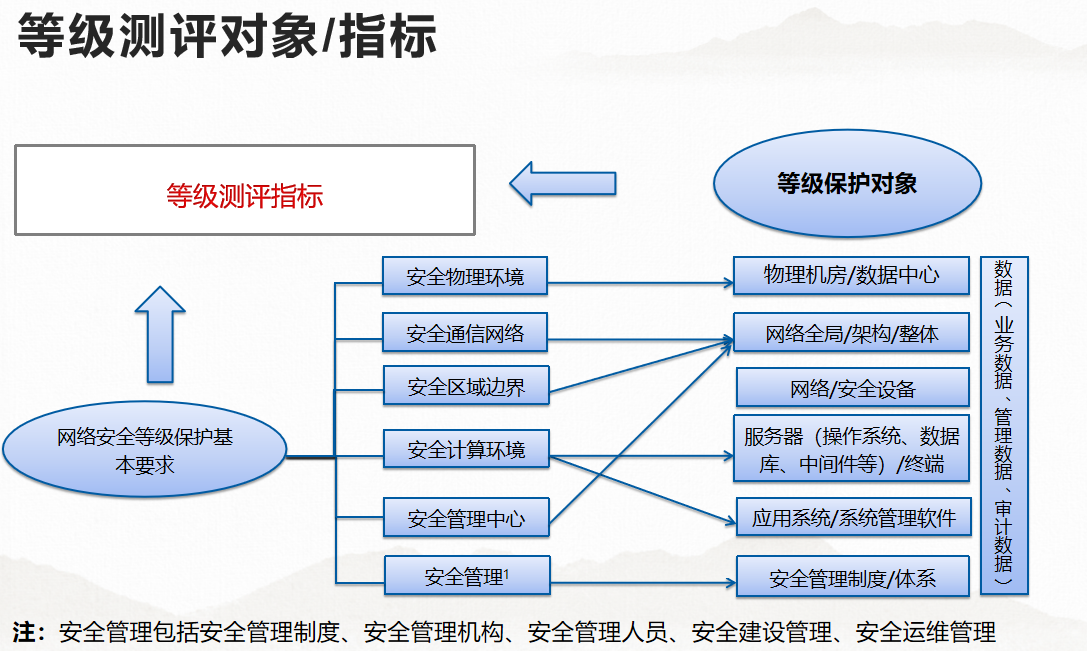 等级测评对象/指标
等级测评指标
等级保护对象
网络安全等级保护基
本要求
安全物理环境
安全通信网络
安全区域边界
安全计算环境
安全管理中心
安全管理1
物理机房/数据中心
网络全局/架构/整体
网络/安全设备
服务器（操作系统、数据
库、中间件等）/终端
应用系统/系统管理软件
安全管理制度/体系
数据（业务数据、管理数据、审计数据）
注：安全管理包括安全管理制度、安全管理机构、安全管理人员、安全建设管理、安全运维管理